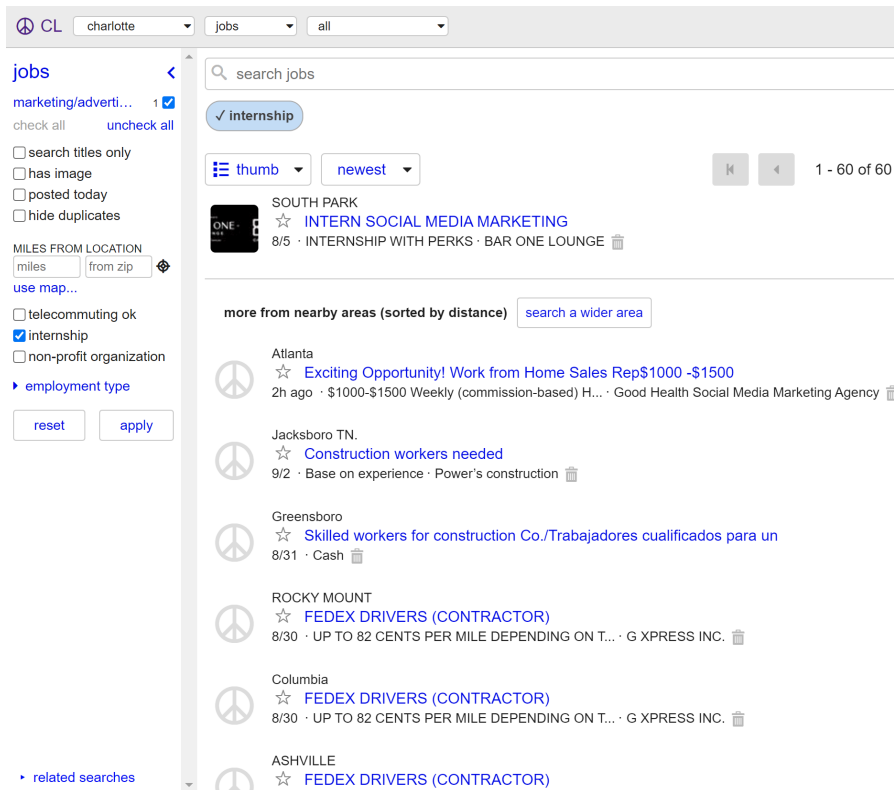 CL charlotte jobs all
jobs
marketing/adverti... 1
check all uncheck all
search titles only
has image
posted today
hide duplicates
MILES FROM LOCATION
miles from zip
use map...
telecommuting ok
internship
non-profit organization
employment type
reset apply
related searches
search jobs
✓ internship
thumb newest 1 - 60 of 60
ONE
SOUTH PARK
☆ INTERN SOCIAL MEDIA MARKETING
8/5 · INTERNSHIP WITH PERKS · BAR ONE LOUNGE
more from nearby areas (sorted by distance) search a wider area
Atlanta
☆ Exciting Opportunity! Work from Home Sales Rep$1000 -$1500
2h ago · $1000-$1500 Weekly (commission-based) H... · Good Health Social Media Marketing Agency
Jacksboro TN.
☆ Construction workers needed
9/2 · Base on experience · Power’s construction
Greensboro
☆ Skilled workers for construction Co./Trabajadores cualificados para un
8/31 · Cash
ROCKY MOUNT
☆ FEDEX DRIVERS (CONTRACTOR)
8/30 · UP TO 82 CENTS PER MILE DEPENDING ON T... · G XPRESS INC.
Columbia
☆ FEDEX DRIVERS (CONTRACTOR)
8/30 · UP TO 82 CENTS PER MILE DEPENDING ON T... · G XPRESS INC.
ASHVILLE
☆ FEDEX DRIVERS (CONTRACTOR)